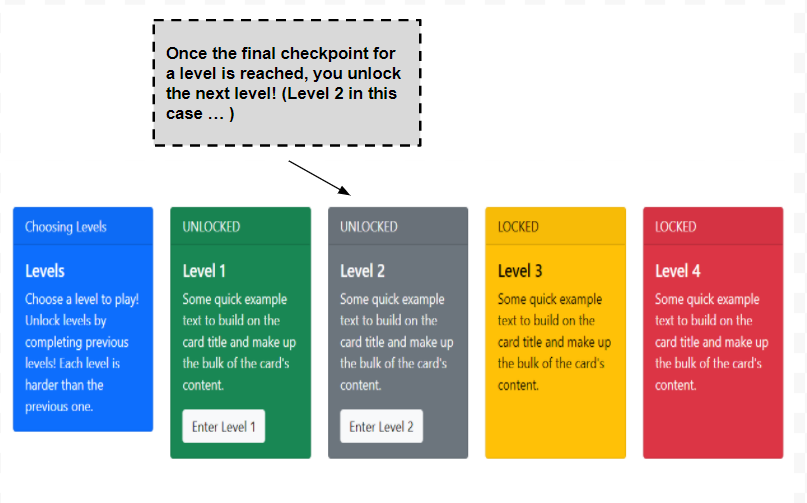 Once the final checkpoint for
a level is reached, you unlock
the next level! (Level 2 in this
case … )
Choosing Levels
Levels
Choose a level to play!
Unlock levels by
completing previous
levels! Each level is
harder than the
previous one.
UNLOCKED
Level 1
Some quick example
text to build on the
card title and make up
the bulk of the card's
content.
Enter Level 1
UNLOCKED
Level 2
Some quick example
text to build on the
card title and make up
the bulk of the card's
content.
Enter Level 2
LOCKED
Level 3
Some quick example
text to build on the
card title and make up
the bulk of the card's
content.
LOCKED
Level 4
Some quick example
text to build on the
card title and make up
the bulk of the card's
content.